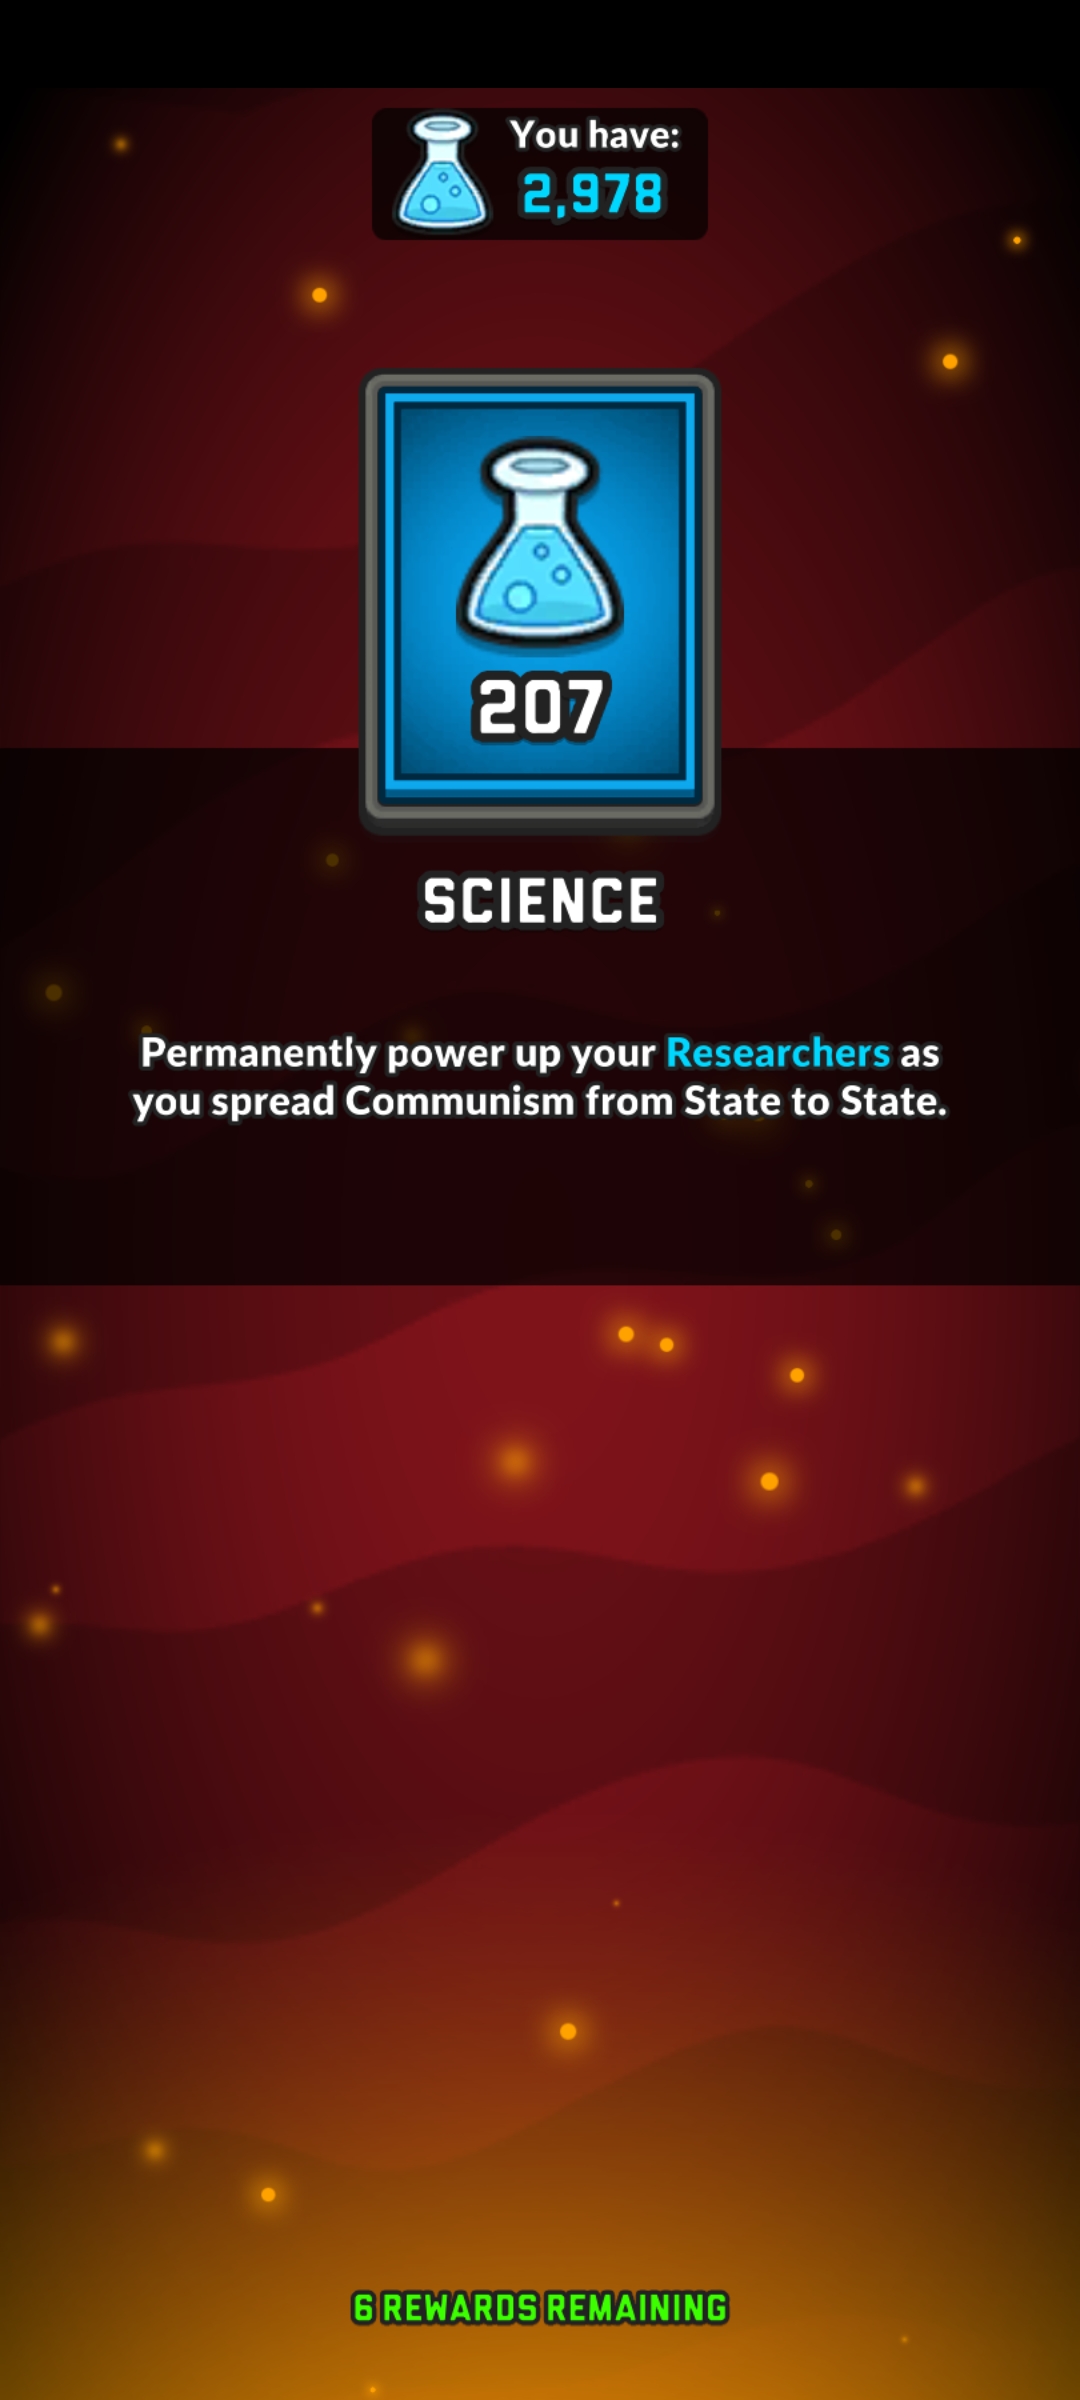 You have:
2,978
207
SCIENCE
Permanently power up your Researchers as
you spread Communism from State to State.
6 REWARDS REMAINING